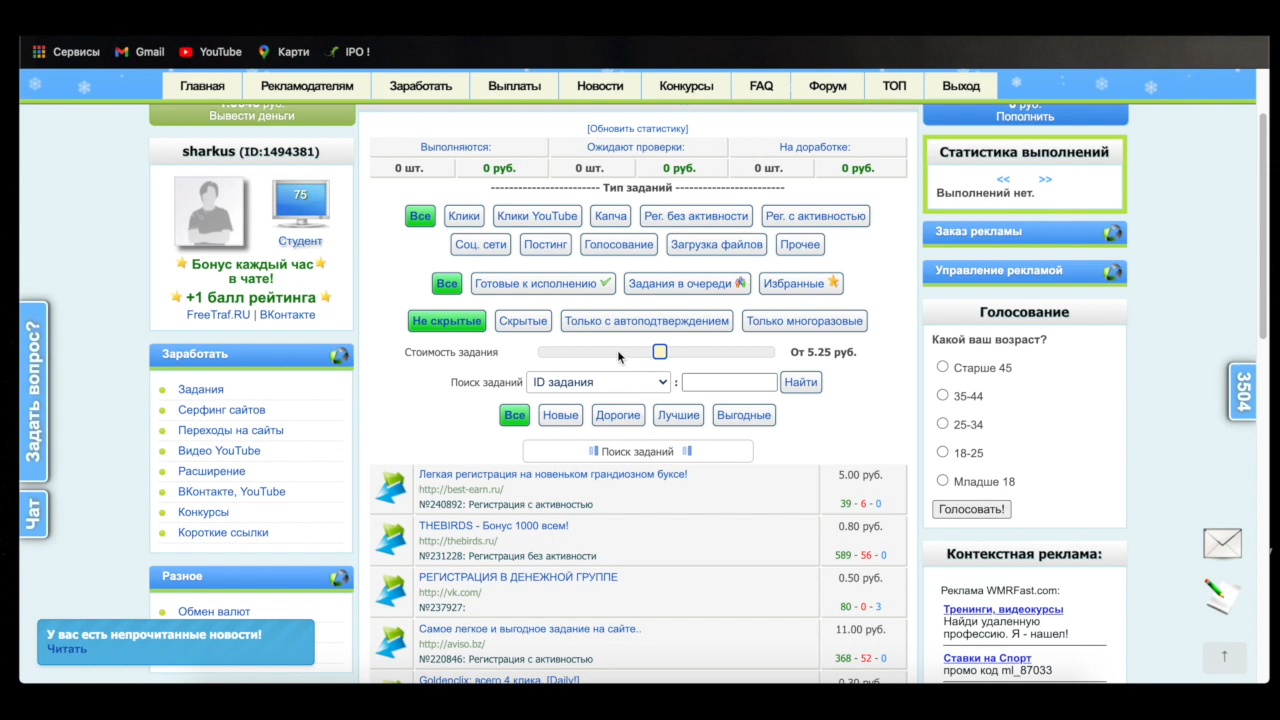 Сервисы Gmail YouTube Карти IPO !
Главная Рекламодателям Заработать Выплаты Новости Конкурсы FAQ Форум ТОП Выход
Вывести деньги
Пополнить
[Обновить статистику]
Выполняются: Ожидают проверки: На доработке:
0 шт. 0 руб. 0 шт. 0 руб. 0 шт. 0 руб.
------------------------ Тип заданий ------------------------
Все Клики Клики YouTube Капча Рег. без активности Рег. с активностью
Соц. сети Постинг Голосование Загрузка файлов Прочее
Все Готовые к исполнению Задания в очереди Избранные
Не скрытые Скрытые Только с автоподтверждением Только многоразовые
Стоимость задания От 5.25 руб.
Поиск заданий ID задания : Найти
Все Новые Дорогие Лучшие Выгодные
Поиск заданий
Легкая регистрация на новеньком грандиозном буксе! 5.00 руб.
http://best-earn.ru/
№240892: Регистрация с активностью 39 - 6 - 0
THEBIRDS - Бонус 1000 всем! 0.80 руб.
http://thebirds.ru/
№231228: Регистрация без активности 589 - 56 - 0
РЕГИСТРАЦИЯ В ДЕНЕЖНОЙ ГРУППЕ 0.50 руб.
http://vk.com/
№237927: 80 - 0 - 3
Самое легкое и выгодное задание на сайте.. 11.00 руб.
http://aviso.bz/
№220846: Регистрация с активностью 368 - 52 - 0
Goldenclix: всего 4 клика. [Daily!] 0.30 руб.
sharkus (ID:1494381)
75
Студент
Бонус каждый час
в чате!
+1 балл рейтинга
FreeTraf.RU | ВКонтакте
Заработать
Задания
Серфинг сайтов
Переходы на сайты
Видео YouTube
Расширение
ВКонтакте, YouTube
Конкурсы
Короткие ссылки
Разное
Обмен валют
У вас есть непрочитанные новости!
Читать
Задать вопрос?
Чат
Статистика выполнений
<< >>
Выполнений нет.
Заказ рекламы
Управление рекламой
Голосование
Какой ваш возраст?
Старше 45
35-44
25-34
18-25
Младше 18
Голосовать!
Контекстная реклама:
Реклама WMRFast.com:
Тренинги, видеокурсы
Найди удаленную
профессию. Я - нашел!
Ставки на Спорт
промо код ml_87033
3504
↑